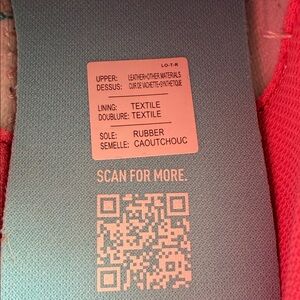 LO-T-R
UPPER: LEATHER+OTHER MATERIALS
DESSUS: CUIR DE VACHETTE+SYNTHETIQUE
LINING: TEXTILE
DOUBLURE: TEXTILE
SOLE: RUBBER
SEMELLE: CAOUTCHOUC
SCAN FOR MORE.